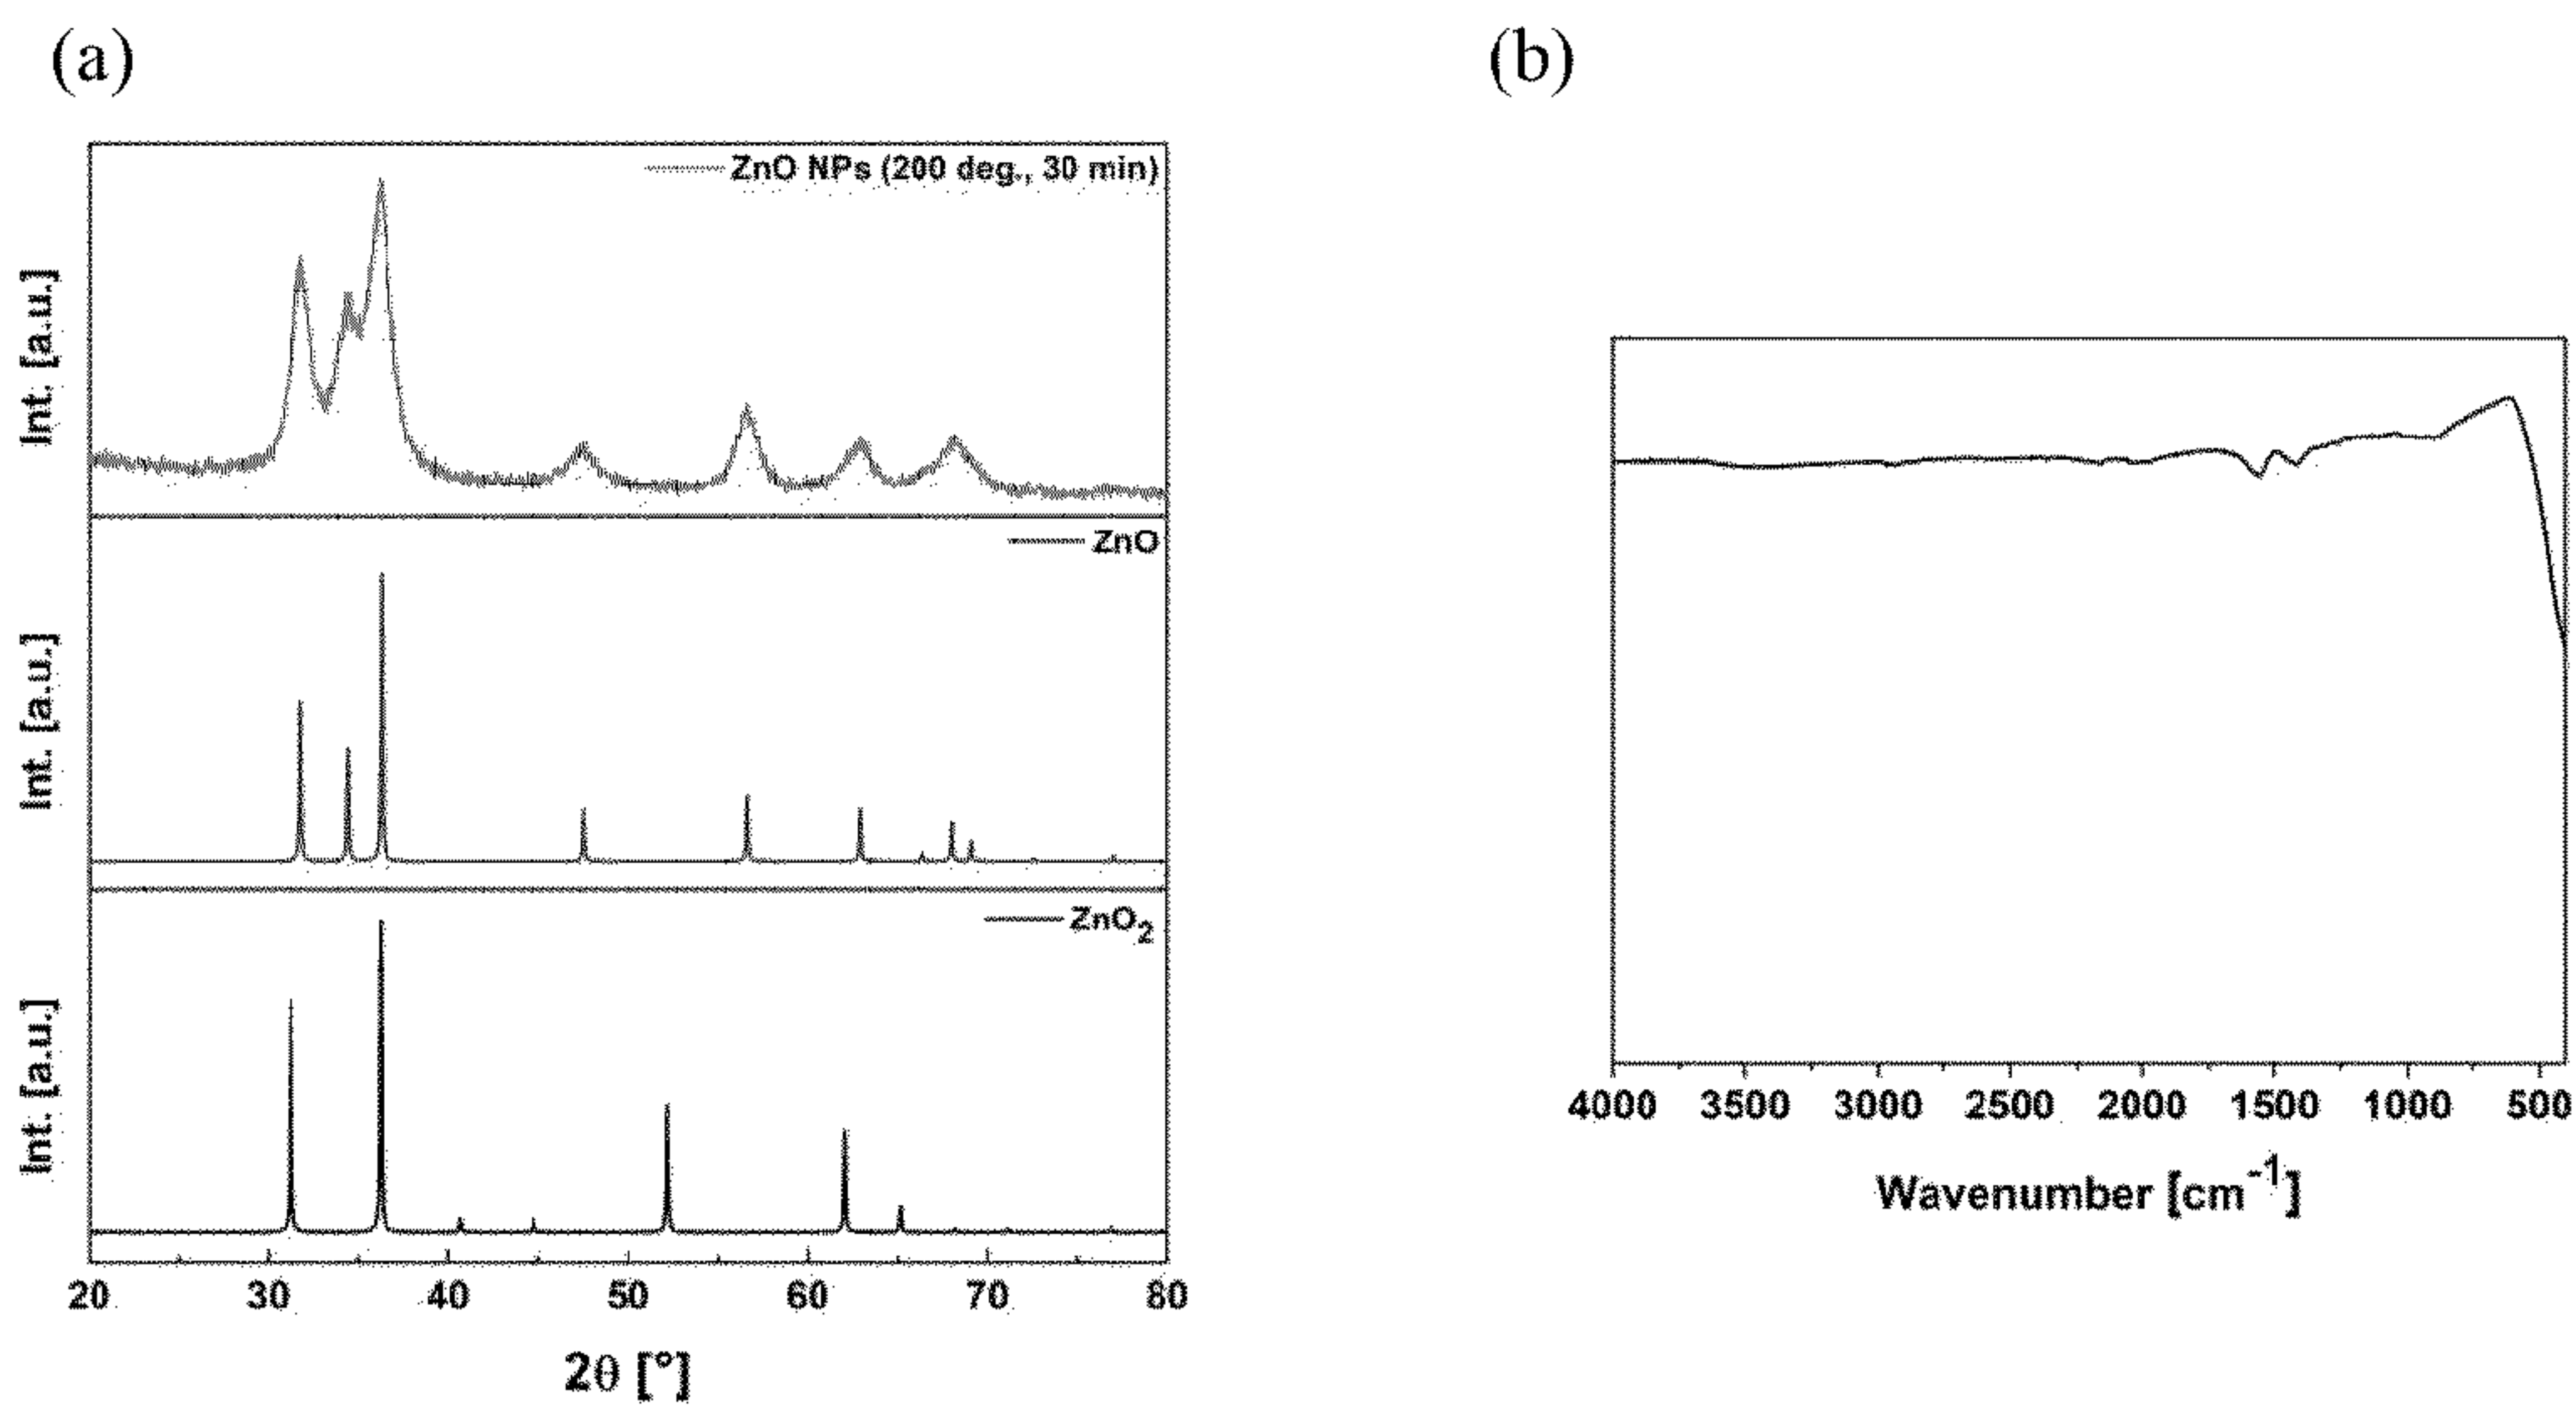 (a)
(b)
ZnO NPs (200 deg., 30 min)
Int. [a.u.]
ZnO
Int. [a.u.]
ZnO₂
Int. [a.u.]
20 30 40 50 60 70 80
2θ [°]
4000 3500 3000 2500 2000 1500 1000 500
Wavenumber [cm⁻¹]